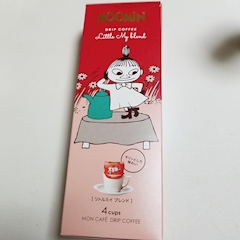 MOOMIN
DRIP COFFEE
Little My blend
[リトルミイ ブレンド]
4 cups
MON CAFÉ DRIP COFFEE